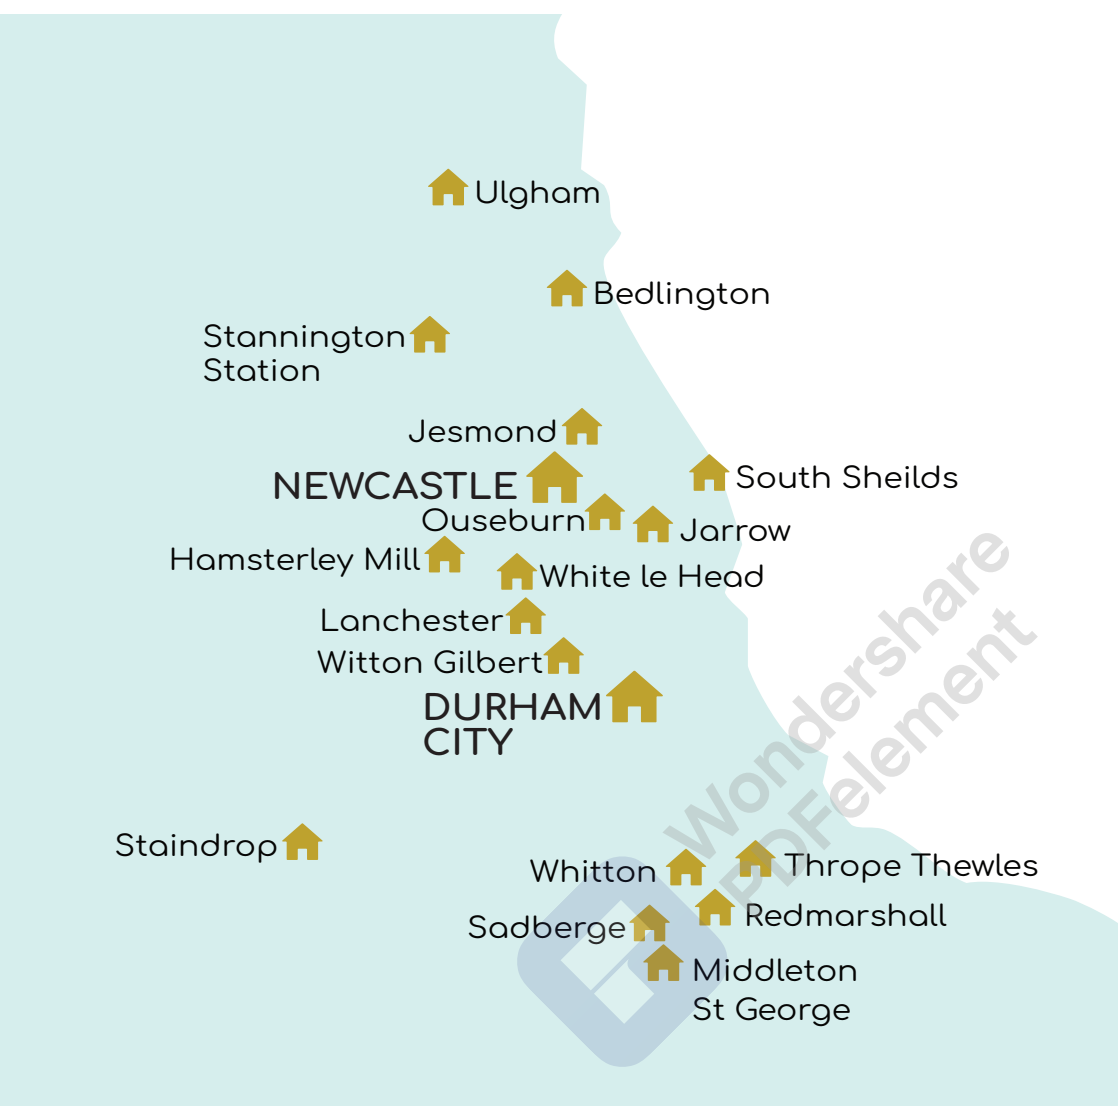 Ulgham
Bedlington
Stannington
Station
Jesmond
NEWCASTLE
South Sheilds
Ouseburn
Jarrow
Hamsterley Mill
White le Head
Lanchester
Witton Gilbert
DURHAM
CITY
Staindrop
Whitton
Thrope Thewles
Redmarshall
Sadberge
Middleton
St George
Wondershare
PDFelement